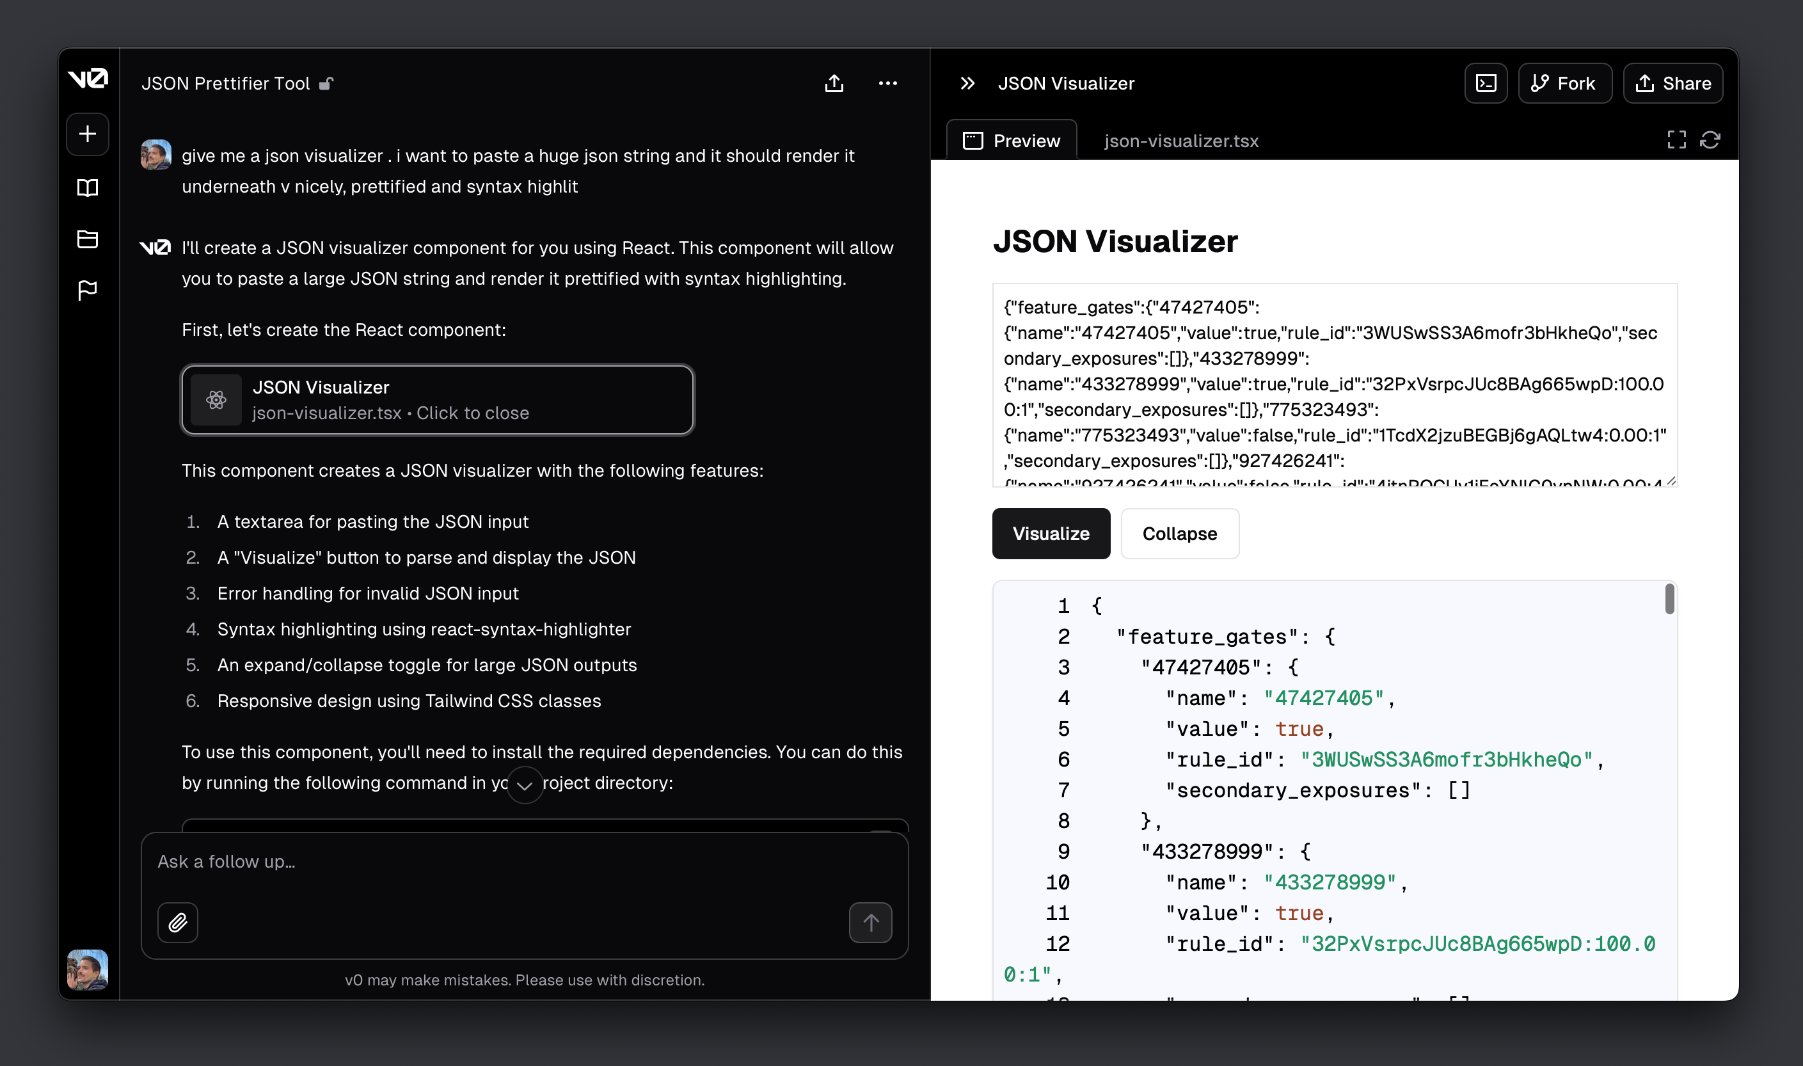 v0
JSON Prettifier Tool
give me a json visualizer . i want to paste a huge json string and it should render it
underneath v nicely, prettified and syntax highlit
v0
I'll create a JSON visualizer component for you using React. This component will allow
you to paste a large JSON string and render it prettified with syntax highlighting.
First, let's create the React component:
JSON Visualizer
json-visualizer.tsx • Click to close
This component creates a JSON visualizer with the following features:
1. A textarea for pasting the JSON input
2. A "Visualize" button to parse and display the JSON
3. Error handling for invalid JSON input
4. Syntax highlighting using react-syntax-highlighter
5. An expand/collapse toggle for large JSON outputs
6. Responsive design using Tailwind CSS classes
To use this component, you'll need to install the required dependencies. You can do this
by running the following command in yo roject directory:
Ask a follow up...
v0 may make mistakes. Please use with discretion.
JSON Visualizer
Fork
Share
Preview
json-visualizer.tsx
JSON Visualizer
{"feature_gates":{"47427405":
{"name":"47427405","value":true,"rule_id":"3WUSwSS3A6mofr3bHkheQo","sec
ondary_exposures":[]},"433278999":
{"name":"433278999","value":true,"rule_id":"32PxVsrpcJUc8BAg665wpD:100.0
0:1","secondary_exposures":[]},"775323493":
{"name":"775323493","value":false,"rule_id":"1TcdX2jzuBEGBj6gAQLtw4:0.00:1"
,"secondary_exposures":[]},"927426241":
{"name":"927426241","value":false,"rule_id":
Visualize
Collapse
1 {
2 "feature_gates": {
3 "47427405": {
4 "name": "47427405",
5 "value": true,
6 "rule_id": "3WUSwSS3A6mofr3bHkheQo",
7 "secondary_exposures": []
8 },
9 "433278999": {
10 "name": "433278999",
11 "value": true,
12 "rule_id": "32PxVsrpcJUc8BAg665wpD:100.0
0:1",